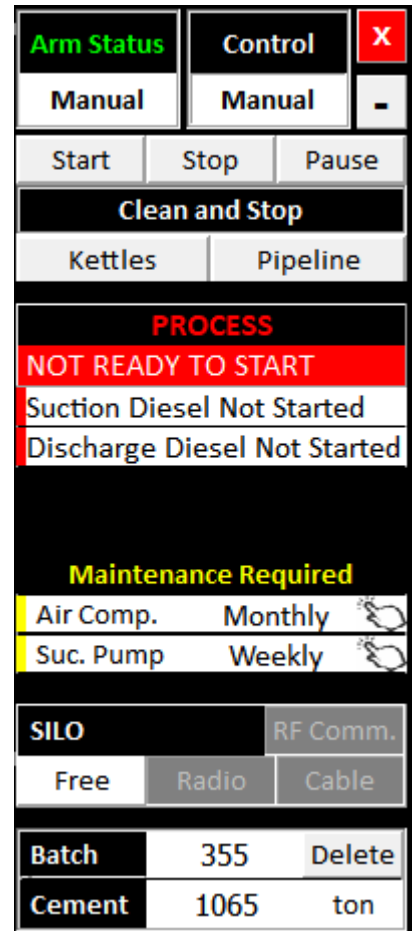 Arm Status Control X
Manual Manual -
Start Stop Pause
Clean and Stop
Kettles Pipeline
PROCESS
NOT READY TO START
Suction Diesel Not Started
Discharge Diesel Not Started
Maintenance Required
Air Comp. Monthly
Suc. Pump Weekly
SILO RF Comm.
Free Radio Cable
Batch 355 Delete
Cement 1065 ton